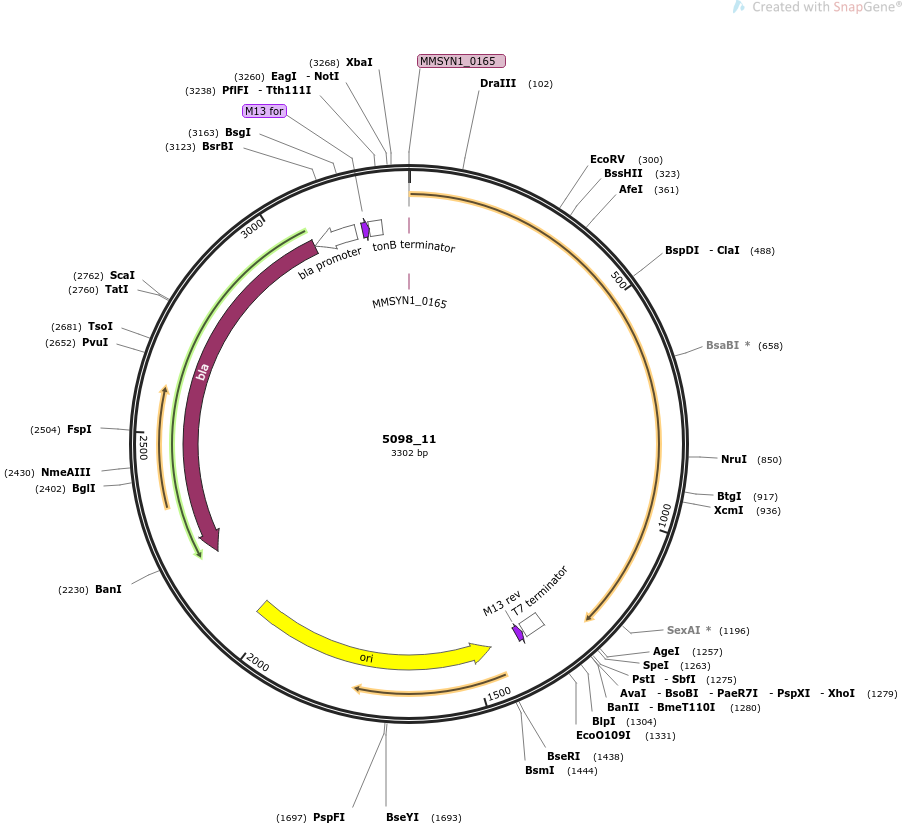 Created with SnapGene®
(3268) XbaI
MMSYN1_0165
(3260) EagI - NotI
DraIII (102)
(3238) PflFI - Tth111I
M13 for
(3163) BsgI
(3123) BsrBI
EcoRV (300)
BssHII (323)
AfeI (361)
3000
tonB terminator
bla promoter
BspDI - ClaI (488)
(2762) ScaI
(2760) TatI
500
MMSYN1_0165
(2681) TsoI
(2652) PvuI
BsaBI * (658)
bla
(2504) FspI
5098_11
3302 bp
2500
NruI (850)
(2430) NmeAIII
(2402) BglI
BtgI (917)
XcmI (936)
1000
(2230) BanI
M13 rev
T7 terminator
SexAI * (1196)
AgeI (1257)
ori
2000
SpeI (1263)
PstI - SbfI (1275)
AvaI - BsoBI - PaeR7I - PspXI - XhoI (1279)
1500
BanII - BmeT110I (1280)
BlpI (1304)
EcoO109I (1331)
BseRI (1438)
BsmI (1444)
(1697) PspFI
BseYI (1693)